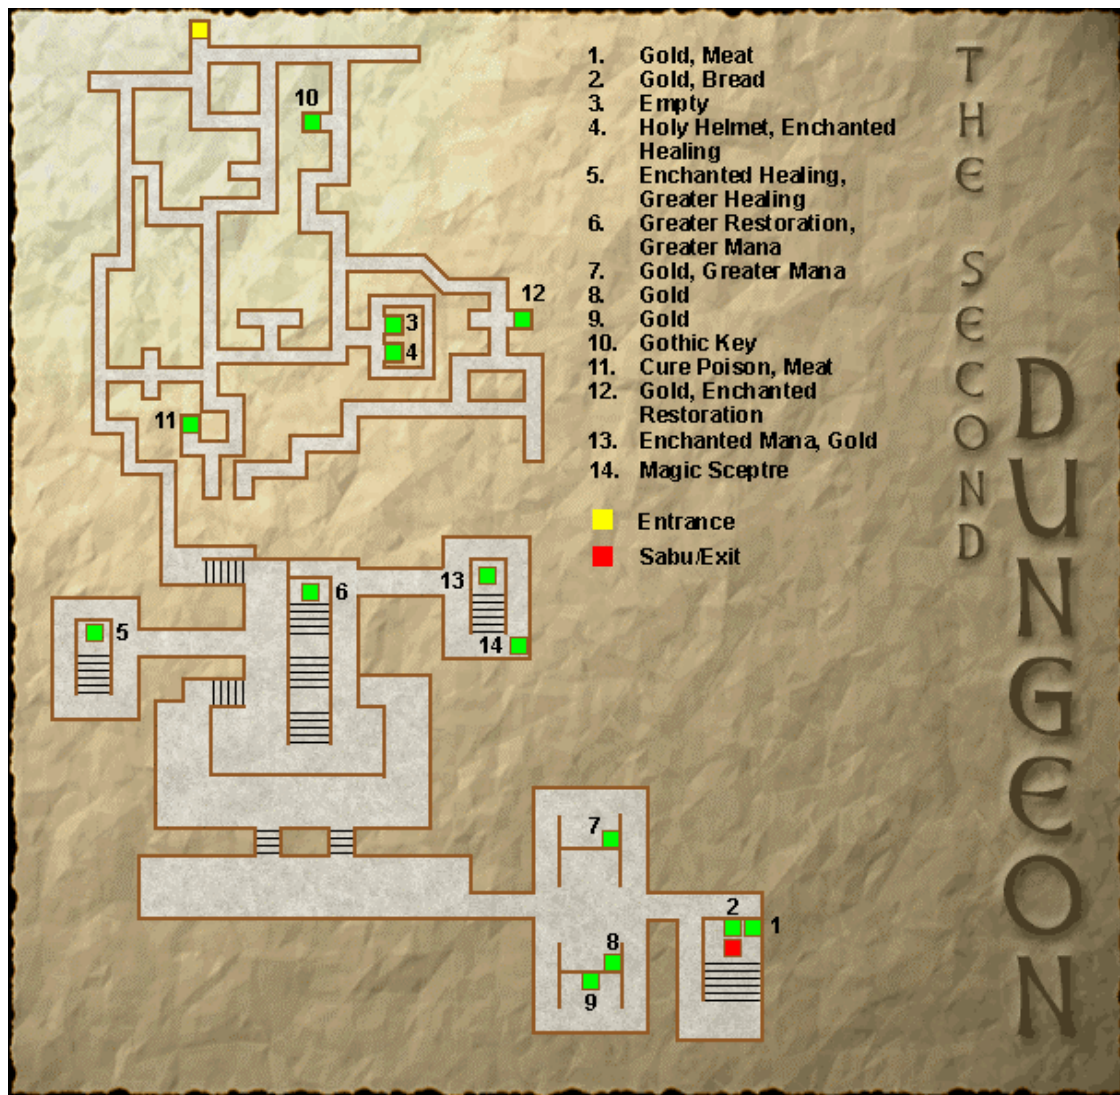 1. Gold, Meat
2. Gold, Bread
3. Empty
4. Holy Helmet, Enchanted
Healing
5. Enchanted Healing,
Greater Healing
6. Greater Restoration,
Greater Mana
7. Gold, Greater Mana
8. Gold
9. Gold
10. Gothic Key
11. Cure Poison, Meat
12. Gold, Enchanted
Restoration
13. Enchanted Mana, Gold
14. Magic Sceptre
Entrance
Sabu/Exit
THE SECOND
DUNGEON
10
12
3
4
11
6
13
5
14
7
2
1
8
9